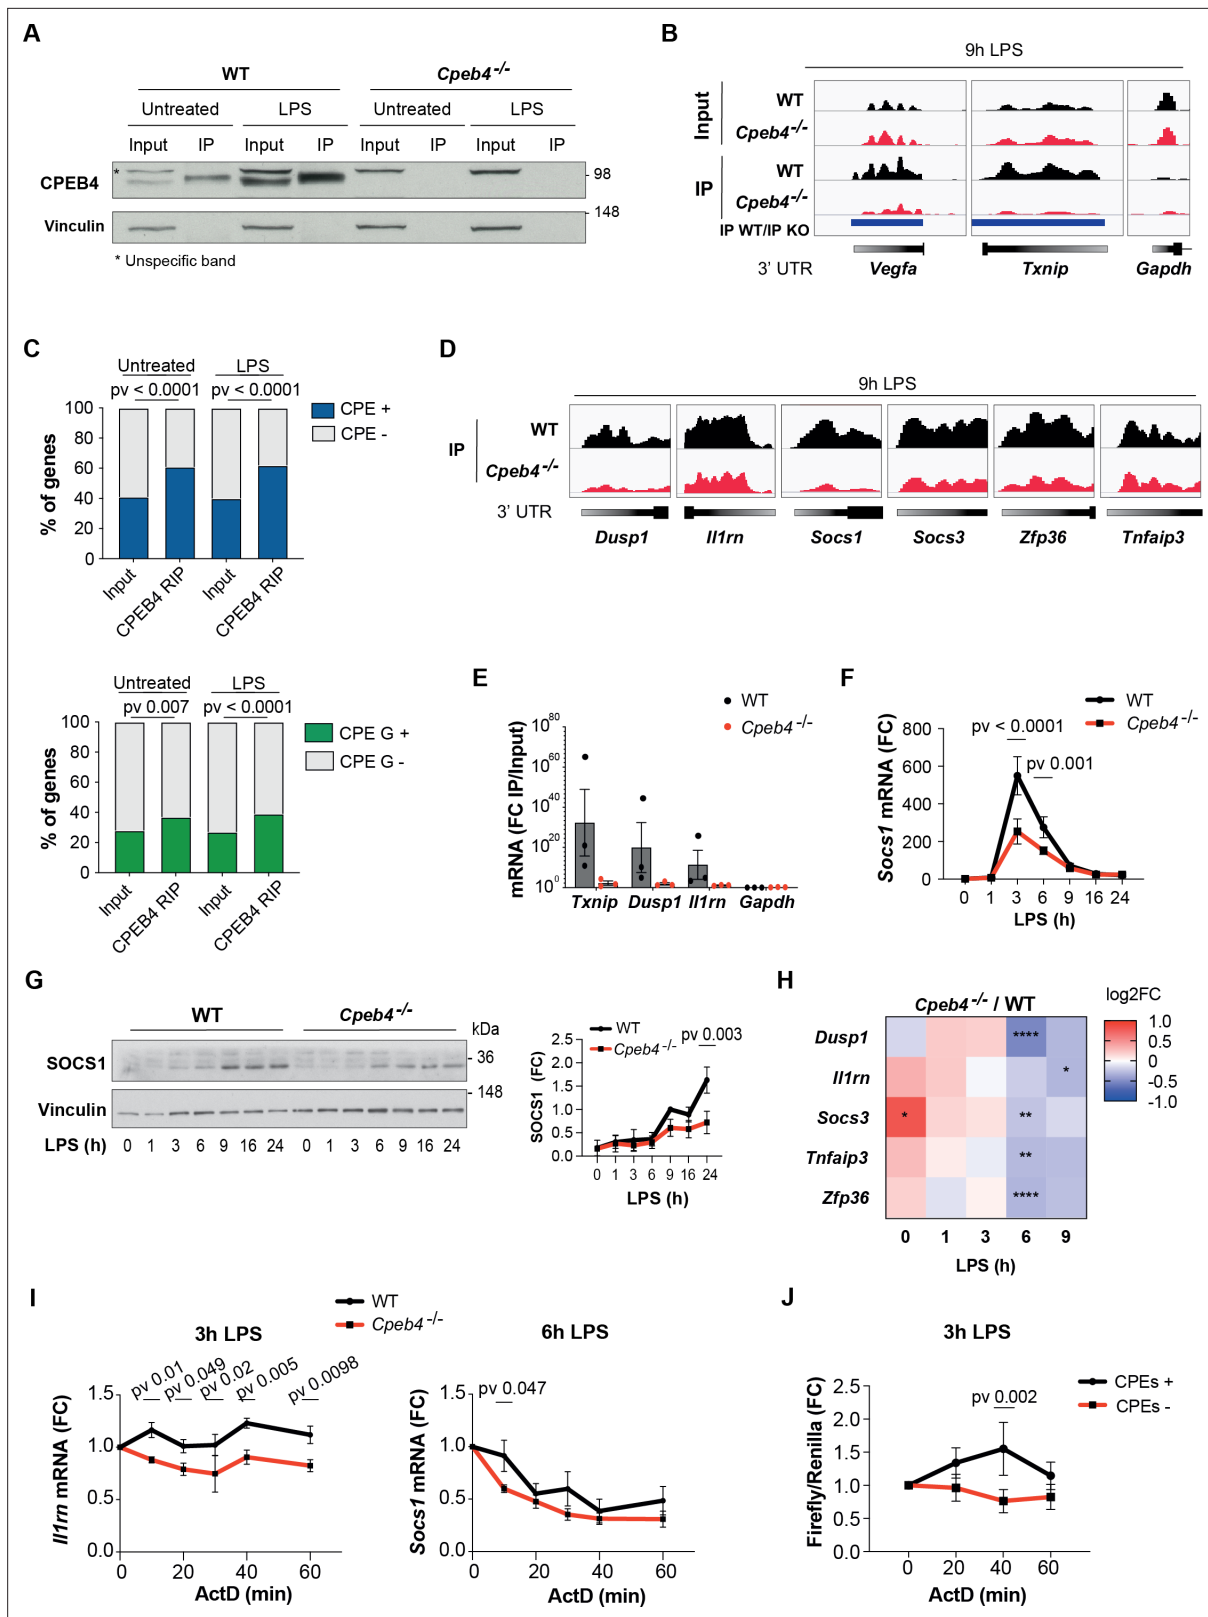 A
WT
Cpeb4-/-
Untreated
LPS
Untreated
LPS
Input
IP
Input
IP
Input
IP
Input
IP
CPEB4
*
98
148
Vinculin
* Unspecific band
B
9h LPS
Input
WT
Cpeb4-/-
IP
WT
Cpeb4-/-
IP WT/IP KO
3' UTR
Vegfa
Txnip
Gapdh
C
Untreated
LPS
pv < 0.0001
pv < 0.0001
CPE +
CPE -
% of genes
100
80
60
40
20
0
Input
CPEB4 RIP
Input
CPEB4 RIP
Untreated
LPS
pv 0.007
pv < 0.0001
CPE G +
CPE G -
% of genes
100
80
60
40
20
0
Input
CPEB4 RIP
Input
CPEB4 RIP
D
9h LPS
IP
WT
Cpeb4-/-
3' UTR
Dusp1
Il1rn
Socs1
Socs3
Zfp36
Tnfaip3
E
WT
Cpeb4-/-
mRNA (FC IP/Input)
10^80
10^60
10^40
10^20
10^0
Txnip
Dusp1
Il1rn
Gapdh
F
WT
Cpeb4-/-
pv < 0.0001
pv 0.001
Socs1 mRNA (FC)
800
600
400
200
0
0 1 3 6 9 16 24
LPS (h)
G
WT
Cpeb4-/-
kDa
SOCS1
36
148
Vinculin
LPS (h) 0 1 3 6 9 16 24 0 1 3 6 9 16 24
WT
Cpeb4-/-
pv 0.003
SOCS1 (FC)
2.5
2.0
1.5
1.0
0.5
0.0
0 1 3 6 9 16 24
LPS (h)
H
Cpeb4-/- / WT
log2FC
1.0
0.5
0.0
-0.5
-1.0
Dusp1
****
Il1rn
*
Socs3
*
**
Tnfaip3
**
Zfp36
****
0 1 3 6 9
LPS (h)
I
WT
Cpeb4-/-
3h LPS
pv 0.01
pv 0.049
pv 0.02
pv 0.005
pv 0.0098
Il1rn mRNA (FC)
1.5
1.0
0.5
0.0
0 20 40 60
ActD (min)
6h LPS
pv 0.047
Socs1 mRNA (FC)
1.5
1.0
0.5
0.0
0 20 40 60
ActD (min)
J
3h LPS
CPEs +
CPEs -
pv 0.002
Firefly/Renilla (FC)
2.5
2.0
1.5
1.0
0.5
0.0
0 20 40 60
ActD (min)